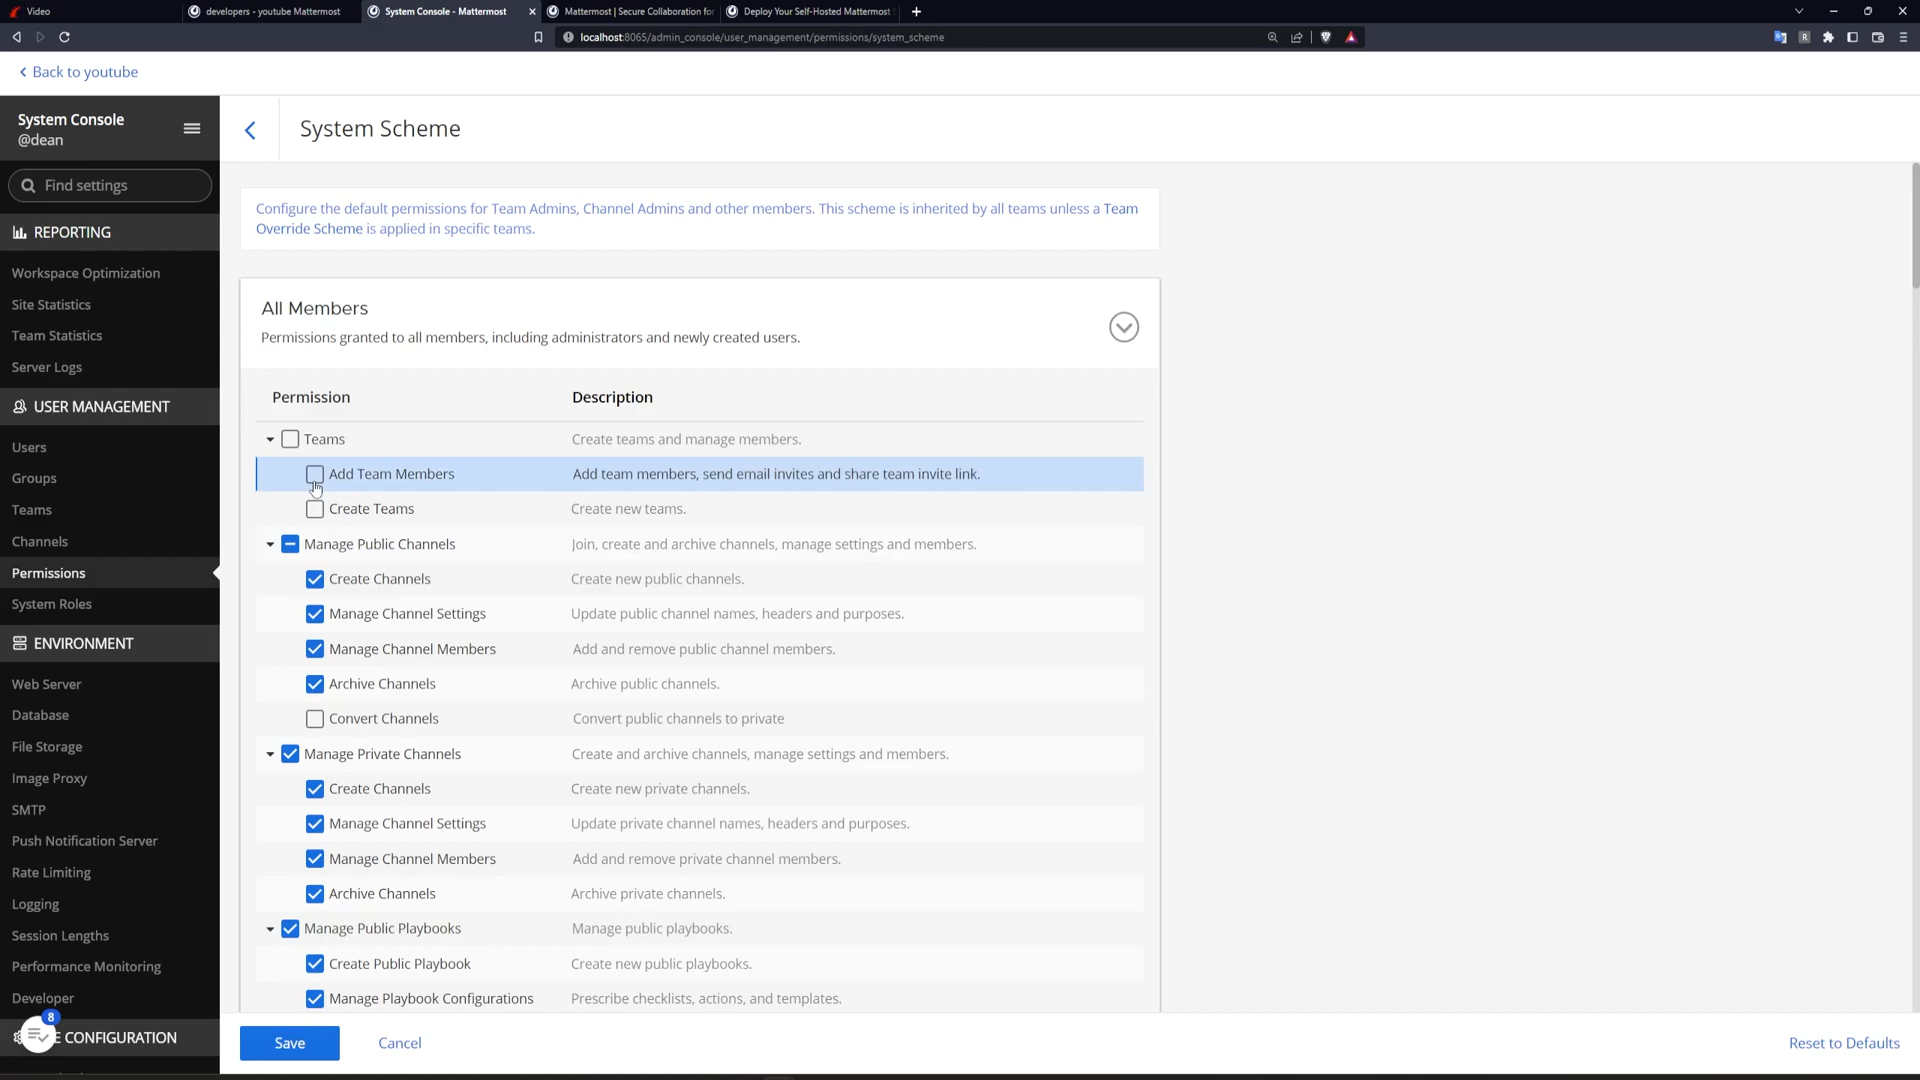 Video
developers - youtube Mattermost
System Console - Mattermost
Mattermost | Secure Collaboration for
Deploy Your Self-Hosted Mattermost
localhost:8065/admin_console/user_management/permissions/system_scheme
Back to youtube
System Console
@dean
System Scheme
Find settings
Configure the default permissions for Team Admins, Channel Admins and other members. This scheme is inherited by all teams unless a Team
Override Scheme is applied in specific teams.
REPORTING
Workspace Optimization
Site Statistics
Team Statistics
Server Logs
USER MANAGEMENT
Users
Groups
Teams
Channels
Permissions
System Roles
ENVIRONMENT
Web Server
Database
File Storage
Image Proxy
SMTP
Push Notification Server
Rate Limiting
Logging
Session Lengths
Performance Monitoring
Developer
8
E CONFIGURATION
All Members
Permissions granted to all members, including administrators and newly created users.
Permission Description
Teams Create teams and manage members.
Add Team Members Add team members, send email invites and share team invite link.
Create Teams Create new teams.
Manage Public Channels Join, create and archive channels, manage settings and members.
Create Channels Create new public channels.
Manage Channel Settings Update public channel names, headers and purposes.
Manage Channel Members Add and remove public channel members.
Archive Channels Archive public channels.
Convert Channels Convert public channels to private
Manage Private Channels Create and archive channels, manage settings and members.
Create Channels Create new private channels.
Manage Channel Settings Update private channel names, headers and purposes.
Manage Channel Members Add and remove private channel members.
Archive Channels Archive private channels.
Manage Public Playbooks Manage public playbooks.
Create Public Playbook Create new public playbooks.
Manage Playbook Configurations Prescribe checklists, actions, and templates.
Save Cancel Reset to Defaults